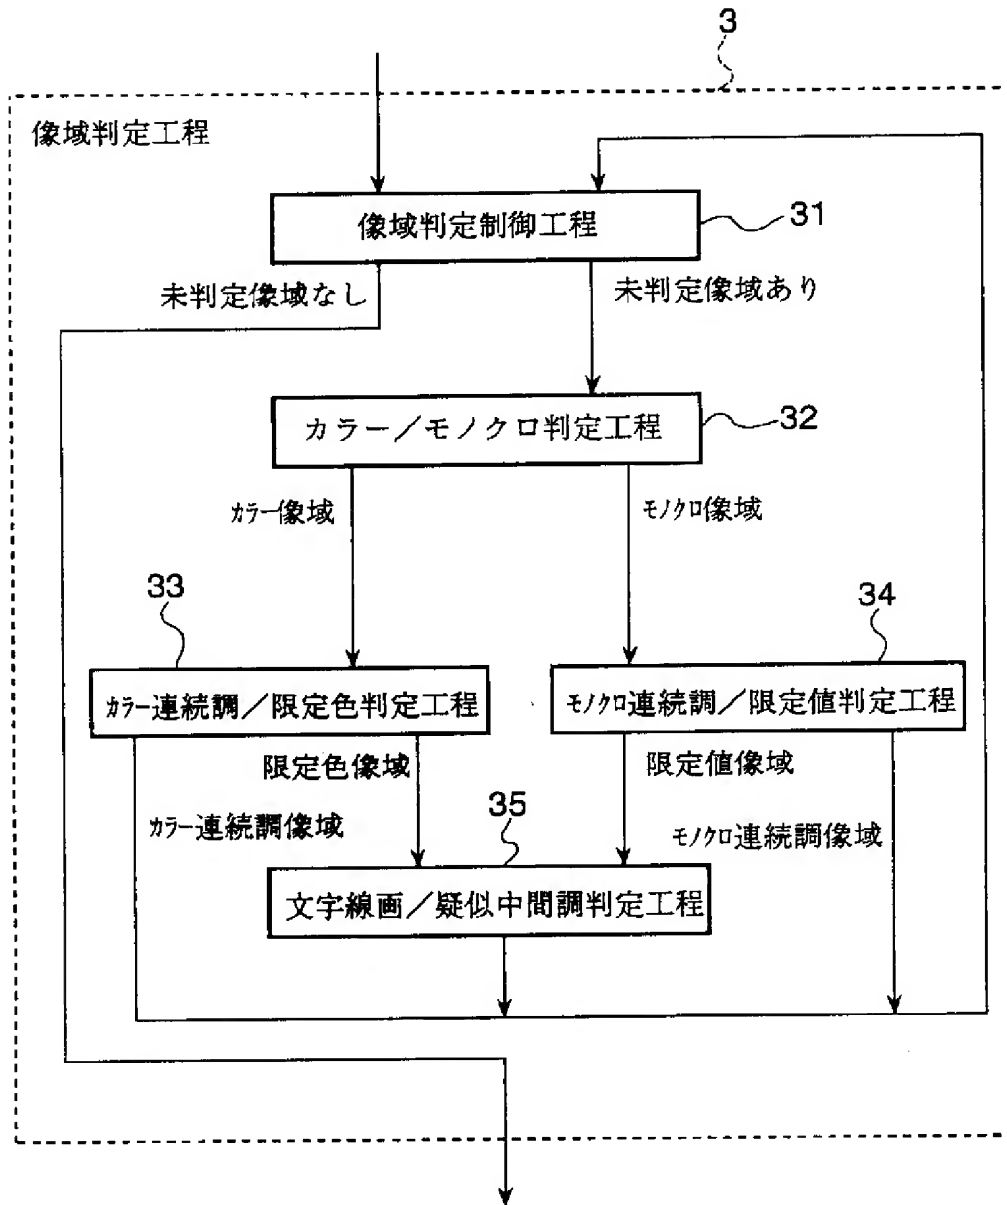 3
像域判定工程
像域判定制御工程
31
未判定像域なし
未判定像域あり
カラー／モノクロ判定工程
32
カラー像域
モノクロ像域
33
34
カラー連続調／限定色判定工程
モノクロ連続調／限定値判定工程
限定色像域
限定値像域
カラー連続調像域
35
モノクロ連続調像域
文字線画／疑似中間調判定工程